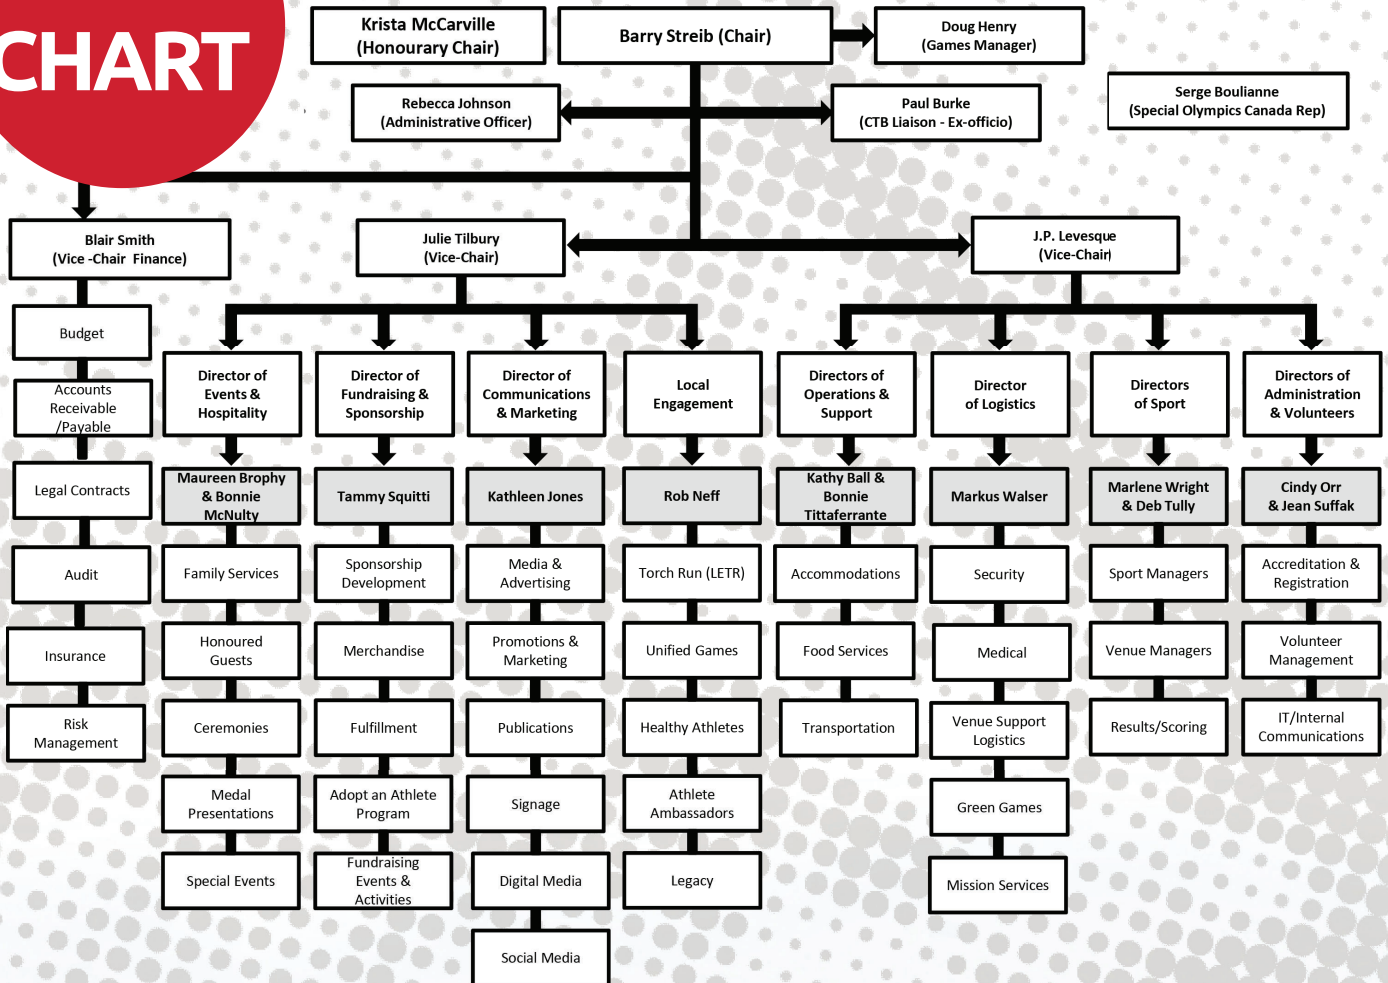 CHART
Krista McCarville
(Honourary Chair)
Barry Streib (Chair)
Doug Henry
(Games Manager)
Rebecca Johnson
(Administrative Officer)
Paul Burke
(CTB Liaison - Ex-officio)
Serge Boulianne
(Special Olympics Canada Rep)
Blair Smith
(Vice -Chair Finance)
Julie Tilbury
(Vice-Chair)
J.P. Levesque
(Vice-Chair)
Budget
Accounts
Receivable
/Payable
Legal Contracts
Audit
Insurance
Risk
Management
Director of
Events &
Hospitality
Maureen Brophy
& Bonnie
McNulty
Family Services
Honoured
Guests
Ceremonies
Medal
Presentations
Special Events
Director of
Fundraising &
Sponsorship
Tammy Squitti
Sponsorship
Development
Merchandise
Fulfillment
Adopt an Athlete
Program
Fundraising
Events &
Activities
Director of
Communications
& Marketing
Kathleen Jones
Media &
Advertising
Promotions &
Marketing
Publications
Signage
Digital Media
Social Media
Local
Engagement
Rob Neff
Torch Run (LETR)
Unified Games
Healthy Athletes
Athlete
Ambassadors
Legacy
Directors of
Operations &
Support
Kathy Ball &
Bonnie
Tittaferrante
Accommodations
Food Services
Transportation
Director
of Logistics
Markus Walser
Security
Medical
Venue Support
Logistics
Green Games
Mission Services
Directors
of Sport
Marlene Wright
& Deb Tully
Sport Managers
Venue Managers
Results/Scoring
Directors of
Administration
& Volunteers
Cindy Orr
& Jean Suffak
Accreditation &
Registration
Volunteer
Management
IT/Internal
Communications